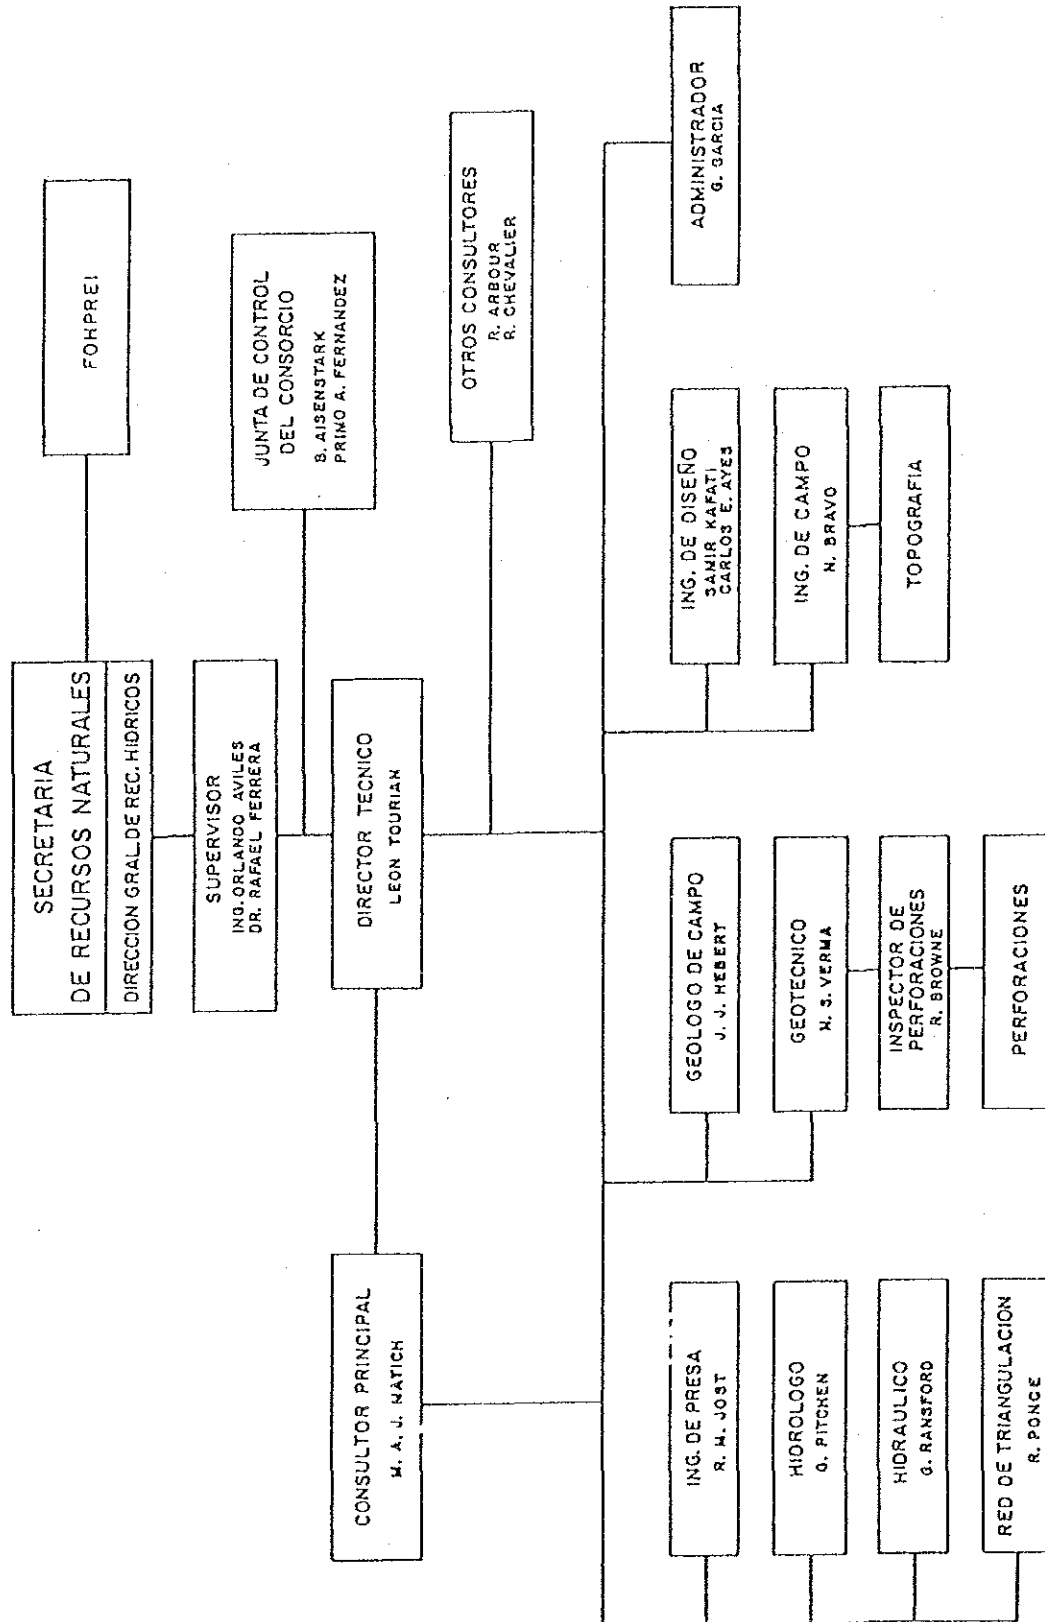 SECRETARIA
DE RECURSOS NATURALES
DIRECCION GRAL. DE REC. HIDRICOS
FOHPREI
SUPERVISOR
ING. ORLANDO AVILES
DR. RAFAEL FERRERA
JUNTA DE CONTROL
DEL CONSORCIO
B. AISENSTARK
PRIMO A. FERNANDEZ
CONSULTOR PRINCIPAL
M. A. J. MATICH
DIRECTOR TECNICO
LEON TOURIAN
OTROS CONSULTORES
R. ARBOUR
R. CHEVALIER
ING. DE PRESA
R. M. JOST
HIDROLOGO
G. PITCHEN
HIDRAULICO
G. RANSFORD
RED DE TRIANGULACION
R. PONCE
GEOLOGO DE CAMPO
J. J. HEBERT
GEOTECNICO
N. S. VERMA
INSPECTOR DE
PERFORACIONES
R. BROWNE
PERFORACIONES
ING. DE DISEÑO
SAMIR KAFATI
CARLOS E. AYES
ING. DE CAMPO
N. BRAVO
TOPOGRAFIA
ADMINISTRADOR
G. GARCIA